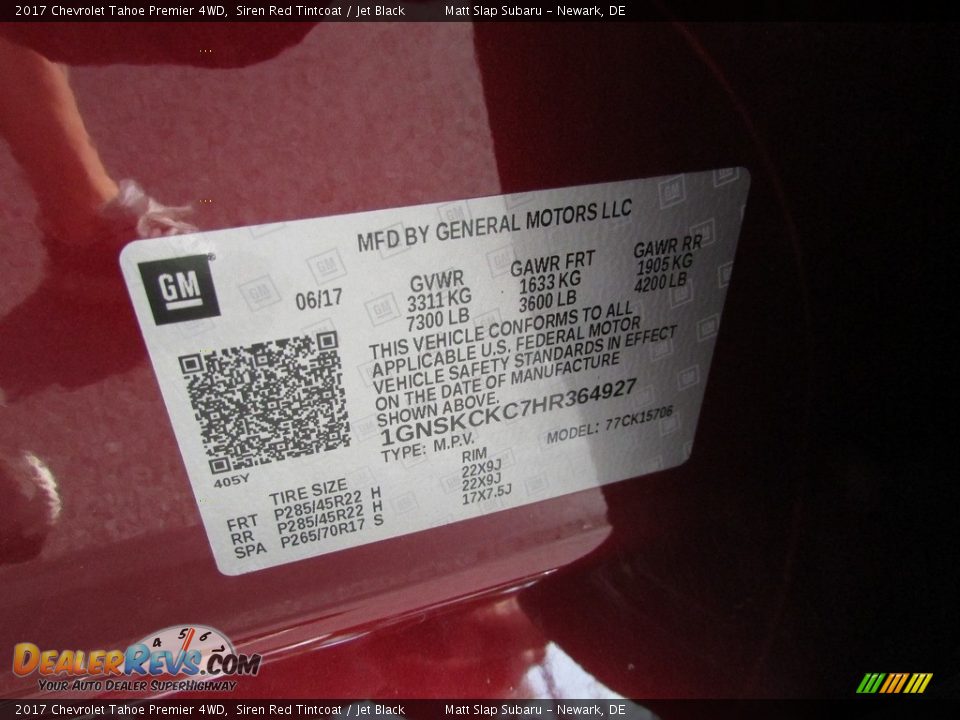 2017 Chevrolet Tahoe Premier 4WD, Siren Red Tintcoat / Jet Black Matt Slap Subaru - Newark, DE
MFD BY GENERAL MOTORS LLC
GM
06/17
GVWR GAWR FRT GAWR RR
3311 KG 1633 KG 1905 KG
7300 LB 3600 LB 4200 LB
THIS VEHICLE CONFORMS TO ALL
APPLICABLE U.S. FEDERAL MOTOR
VEHICLE SAFETY STANDARDS IN EFFECT
ON THE DATE OF MANUFACTURE
SHOWN ABOVE.
1GNSKCKC7HR364927
TYPE: M.P.V. MODEL: 77CK15706
405Y
TIRE SIZE RIM
FRT P285/45R22 H 22X9J
RR P285/45R22 H 22X9J
SPA P265/70R17 S 17X7.5J
4 5 6 7
DEALERREVS.COM
YOUR AUTO DEALER SUPERHIGHWAY
2017 Chevrolet Tahoe Premier 4WD, Siren Red Tintcoat / Jet Black Matt Slap Subaru - Newark, DE